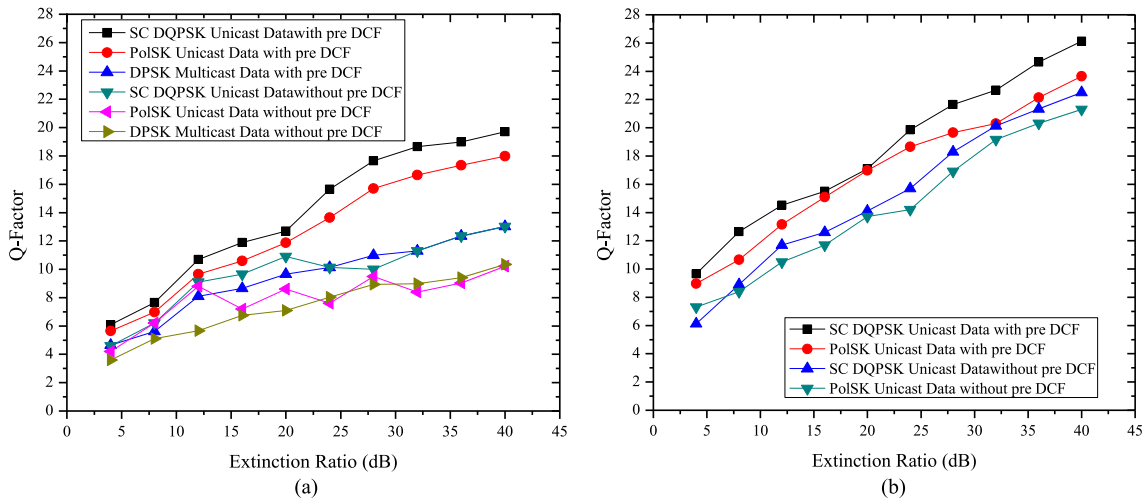 28
26
24
22
20
18
16
14
12
10
8
6
4
2
0
Q-Factor
SC DQPSK Unicast Datawith pre DCF
PolSK Unicast Data with pre DCF
DPSK Multicast Data with pre DCF
SC DQPSK Unicast Datawithout pre DCF
PolSK Unicast Data without pre DCF
DPSK Multicast Data without pre DCF
0 5 10 15 20 25 30 35 40 45
Extinction Ratio (dB)
(a)
28
26
24
22
20
18
16
14
12
10
8
6
4
2
0
Q-Factor
SC DQPSK Unicast Data with pre DCF
PolSK Unicast Data with pre DCF
SC DQPSK Unicast Datawithout pre DCF
PolSK Unicast Data without pre DCF
0 5 10 15 20 25 30 35 40 45
Extinction Ratio (dB)
(b)